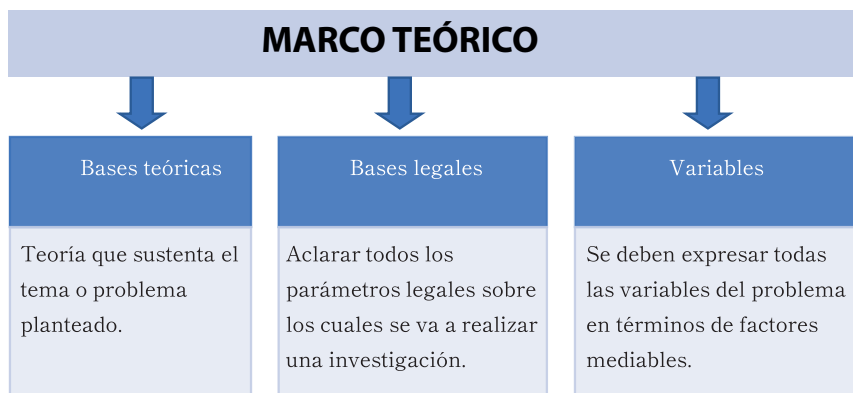 MARCO TEÓRICO
Bases teóricas
Teoría que sustenta el
tema o problema
planteado.
Bases legales
Aclarar todos los
parámetros legales sobre
los cuales se va a realizar
una investigación.
Variables
Se deben expresar todas
las variables del problema
en términos de factores
mediables.